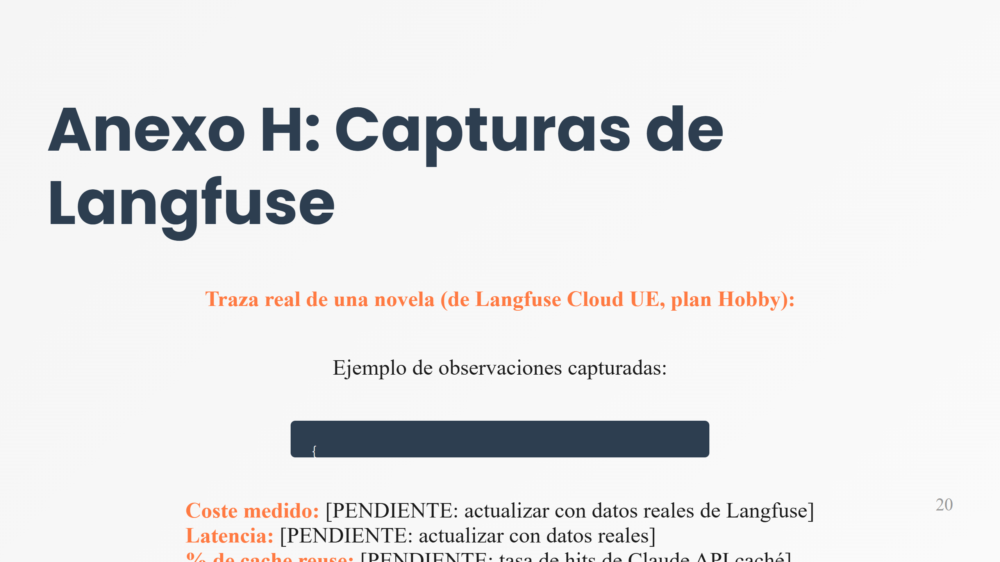 Anexo H: Capturas de
Langfuse
Traza real de una novela (de Langfuse Cloud UE, plan Hobby):
Ejemplo de observaciones capturadas:
{
Coste medido: [PENDIENTE: actualizar con datos reales de Langfuse]
20
Latencia: [PENDIENTE: actualizar con datos reales]
% de cache reuse: [PENDIENTE: tasa de hits de Claude API caché]